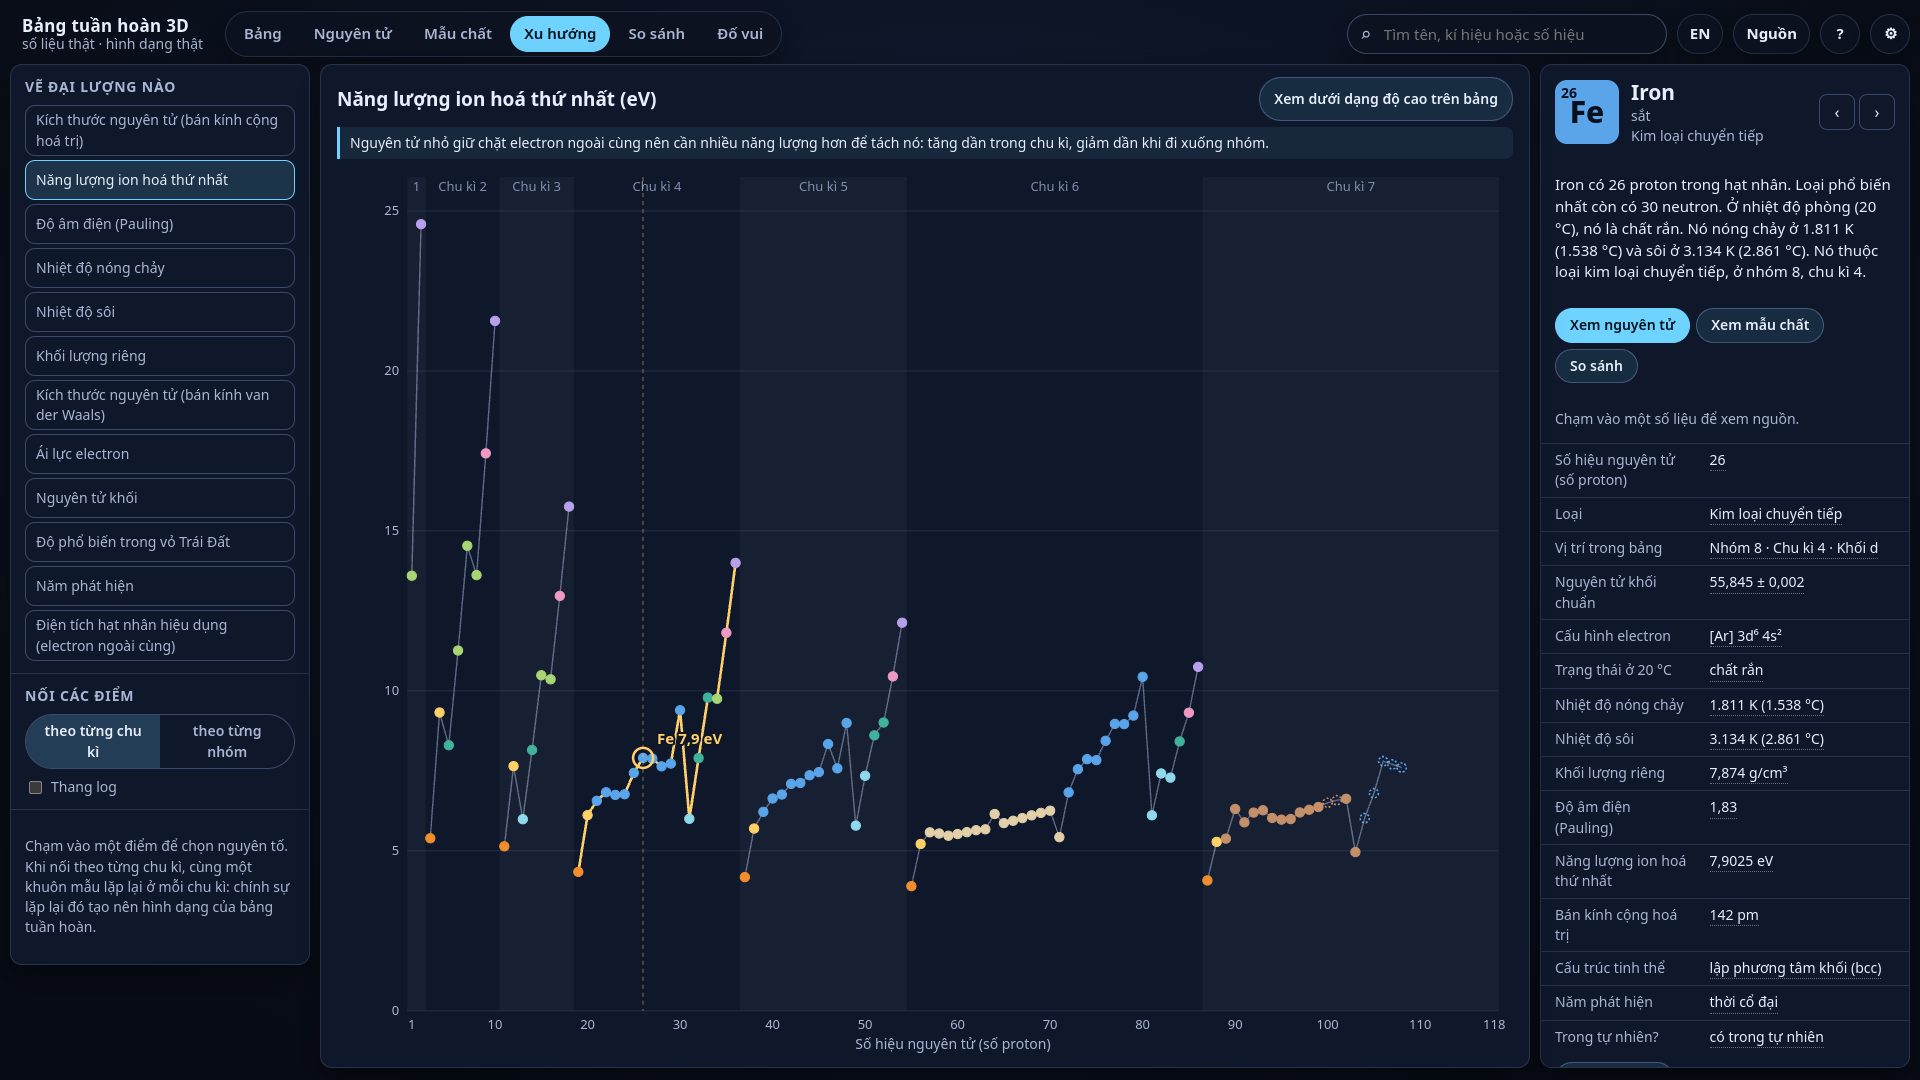 Bảng tuần hoàn 3D
số liệu thật · hình dạng thật
Bảng
Nguyên tử
Mẫu chất
Xu hướng
So sánh
Đố vui
Tìm tên, kí hiệu hoặc số hiệu
EN
Nguồn
?
VẼ ĐẠI LƯỢNG NÀO
Kích thước nguyên tử (bán kính cộng
hoá trị)
Năng lượng ion hoá thứ nhất
Độ âm điện (Pauling)
Nhiệt độ nóng chảy
Nhiệt độ sôi
Khối lượng riêng
Kích thước nguyên tử (bán kính van
der Waals)
Ái lực electron
Nguyên tử khối
Độ phổ biến trong vỏ Trái Đất
Năm phát hiện
Điện tích hạt nhân hiệu dụng
(electron ngoài cùng)
NỐI CÁC ĐIỂM
theo từng chu
kì
theo từng
nhóm
Thang log
Chạm vào một điểm để chọn nguyên tố.
Khi nối theo từng chu kì, cùng một
khuôn mẫu lặp lại ở mỗi chu kì: chính sự
lặp lại đó tạo nên hình dạng của bảng
tuần hoàn.
Năng lượng ion hoá thứ nhất (eV)
Xem dưới dạng độ cao trên bảng
Nguyên tử nhỏ giữ chặt electron ngoài cùng nên cần nhiều năng lượng hơn để tách nó: tăng dần trong chu kì, giảm dần khi đi xuống nhóm.
1
Chu kì 2
Chu kì 3
Chu kì 4
Chu kì 5
Chu kì 6
Chu kì 7
25
20
15
10
5
0
Fe 7,9 eV
1
10
20
30
40
50
60
70
80
90
100
110
118
Số hiệu nguyên tử (số proton)
26
Fe
Iron
sắt
Kim loại chuyển tiếp
‹
›
Iron có 26 proton trong hạt nhân. Loại phổ biến
nhất còn có 30 neutron. Ở nhiệt độ phòng (20
°C), nó là chất rắn. Nó nóng chảy ở 1.811 K
(1.538 °C) và sôi ở 3.134 K (2.861 °C). Nó thuộc
loại kim loại chuyển tiếp, ở nhóm 8, chu kì 4.
Xem nguyên tử
Xem mẫu chất
So sánh
Chạm vào một số liệu để xem nguồn.
Số hiệu nguyên tử
(số proton)
26
Loại
Kim loại chuyển tiếp
Vị trí trong bảng
Nhóm 8 · Chu kì 4 · Khối d
Nguyên tử khối
chuẩn
55,845 ± 0,002
Cấu hình electron
[Ar] 3d⁶ 4s²
Trạng thái ở 20 °C
chất rắn
Nhiệt độ nóng chảy
1.811 K (1.538 °C)
Nhiệt độ sôi
3.134 K (2.861 °C)
Khối lượng riêng
7,874 g/cm³
Độ âm điện
(Pauling)
1,83
Năng lượng ion hoá
thứ nhất
7,9025 eV
Bán kính cộng hoá
trị
142 pm
Cấu trúc tinh thể
lập phương tâm khối (bcc)
Năm phát hiện
thời cổ đại
Trong tự nhiên?
có trong tự nhiên